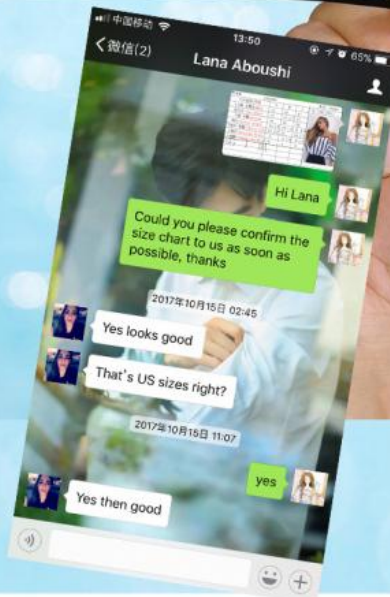 中国移动
13:50
65%
微信(2)
Lana Aboushi
Hi Lana
Could you please confirm the
size chart to us as soon as
possible, thanks
2017年10月15日 02:45
Yes looks good
That's US sizes right?
2017年10月15日 11:07
yes
Yes then good